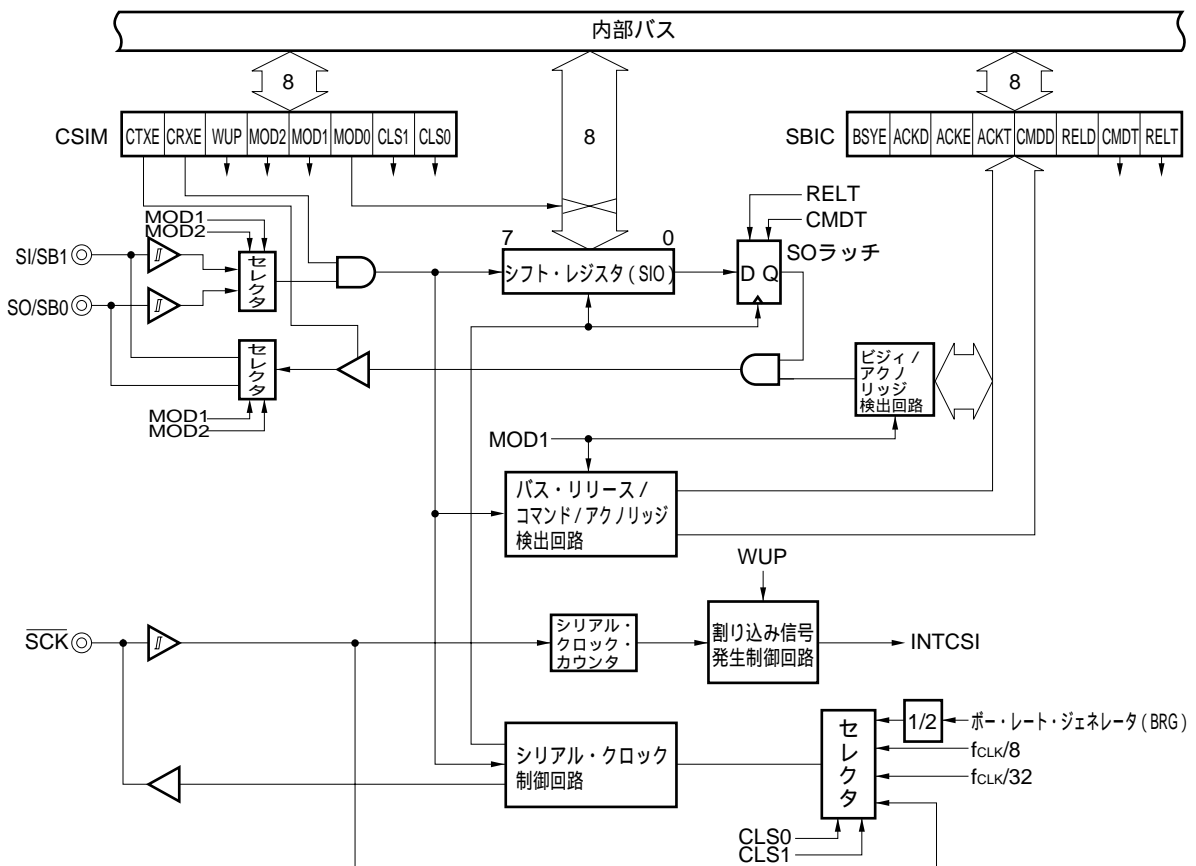 内部バス
8
8
8
CSIM
CTXE CRXE WUP MOD2 MOD1 MOD0 CLS1 CLS0
SBIC
BSYE ACKD ACKE ACKT CMDD RELD CMDT RELT
RELT
CMDT
SOラッチ
MOD1
MOD2
SI/SB1
SO/SB0
セレクタ
7
0
シフト・レジスタ(SIO)
D Q
セレクタ
MOD1
MOD2
ビジィ/
アクノ
リッジ
検出回路
MOD1
バス・リリース/
コマンド/アクノリッジ
検出回路
WUP
SCK
シリアル・
クロック・
カウンタ
割り込み信号
発生制御回路
INTCSI
シリアル・クロック
制御回路
セレクタ
1/2
ボー・レート・ジェネレータ(BRG)
fCLK/8
fCLK/32
CLS0
CLS1